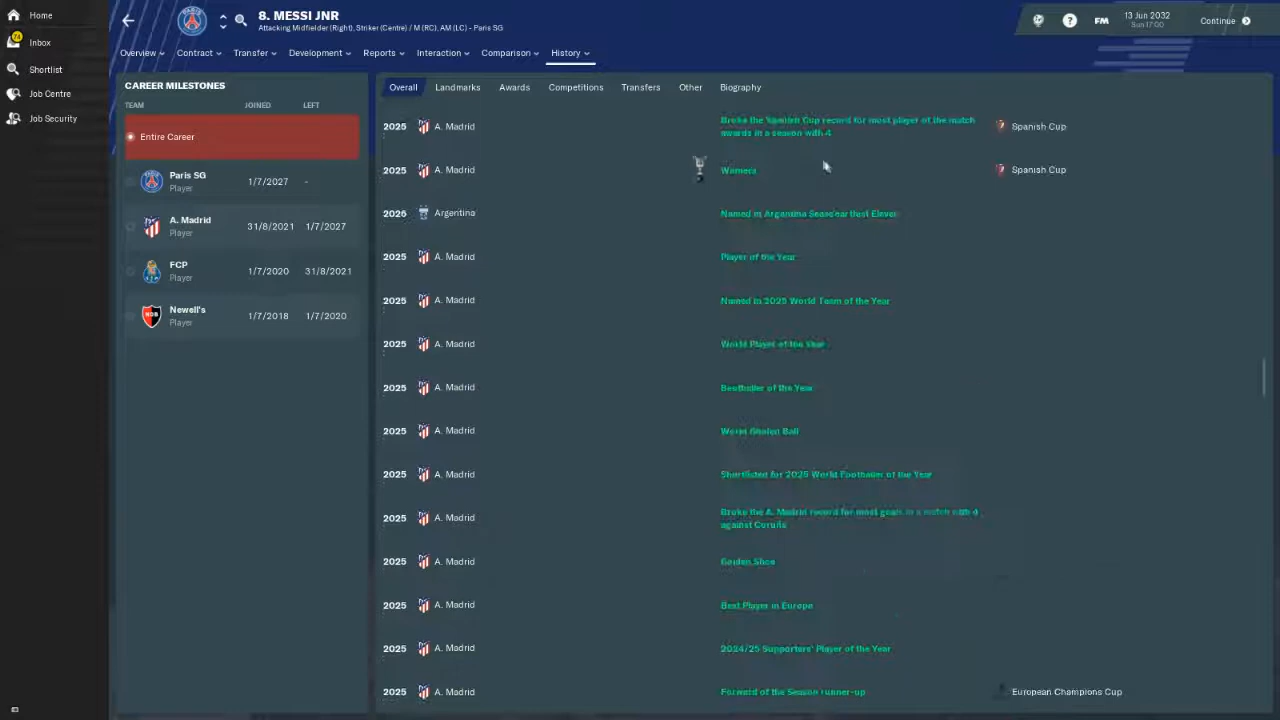 Home
74
Inbox
Shortlist
Job Centre
Job Security
8. MESSI JNR
Attacking Midfielder (Right), Striker (Centre) / M (RC), AM (LC) - Paris SG
FM
13 Jun 2032
Sun 17:00
Continue
Overview
Contract
Transfer
Development
Reports
Interaction
Comparison
History
CAREER MILESTONES
TEAM JOINED LEFT
Entire Career
Paris SG
Player
1/7/2027 -
A. Madrid
Player
31/8/2021 1/7/2027
FCP
Player
1/7/2020 31/8/2021
Newell's
Player
1/7/2018 1/7/2020
Overall Landmarks Awards Competitions Transfers Other Biography
2025 A. Madrid Broke the Spanish Cup record for most player of the match
awards in a season with 4
Spanish Cup
2025 A. Madrid Winners Spanish Cup
2026 Argentina Named in Argentina Best Eleven
2025 A. Madrid Player of the Year
2025 A. Madrid Named in 2025 World Team of the Year
2025 A. Madrid World Player of the Year
2025 A. Madrid Footballer of the Year
2025 A. Madrid World Golden Ball
2025 A. Madrid Shortlisted for 2025 World Footballer of the Year
2025 A. Madrid Broke the A. Madrid record for most goals in a match with
against Coruña
2025 A. Madrid Golden Shoe
2025 A. Madrid Best Player in Europe
2025 A. Madrid 2024/25 Supporters' Player of the Year
2025 A. Madrid Forward of the Season runner-up European Champions Cup